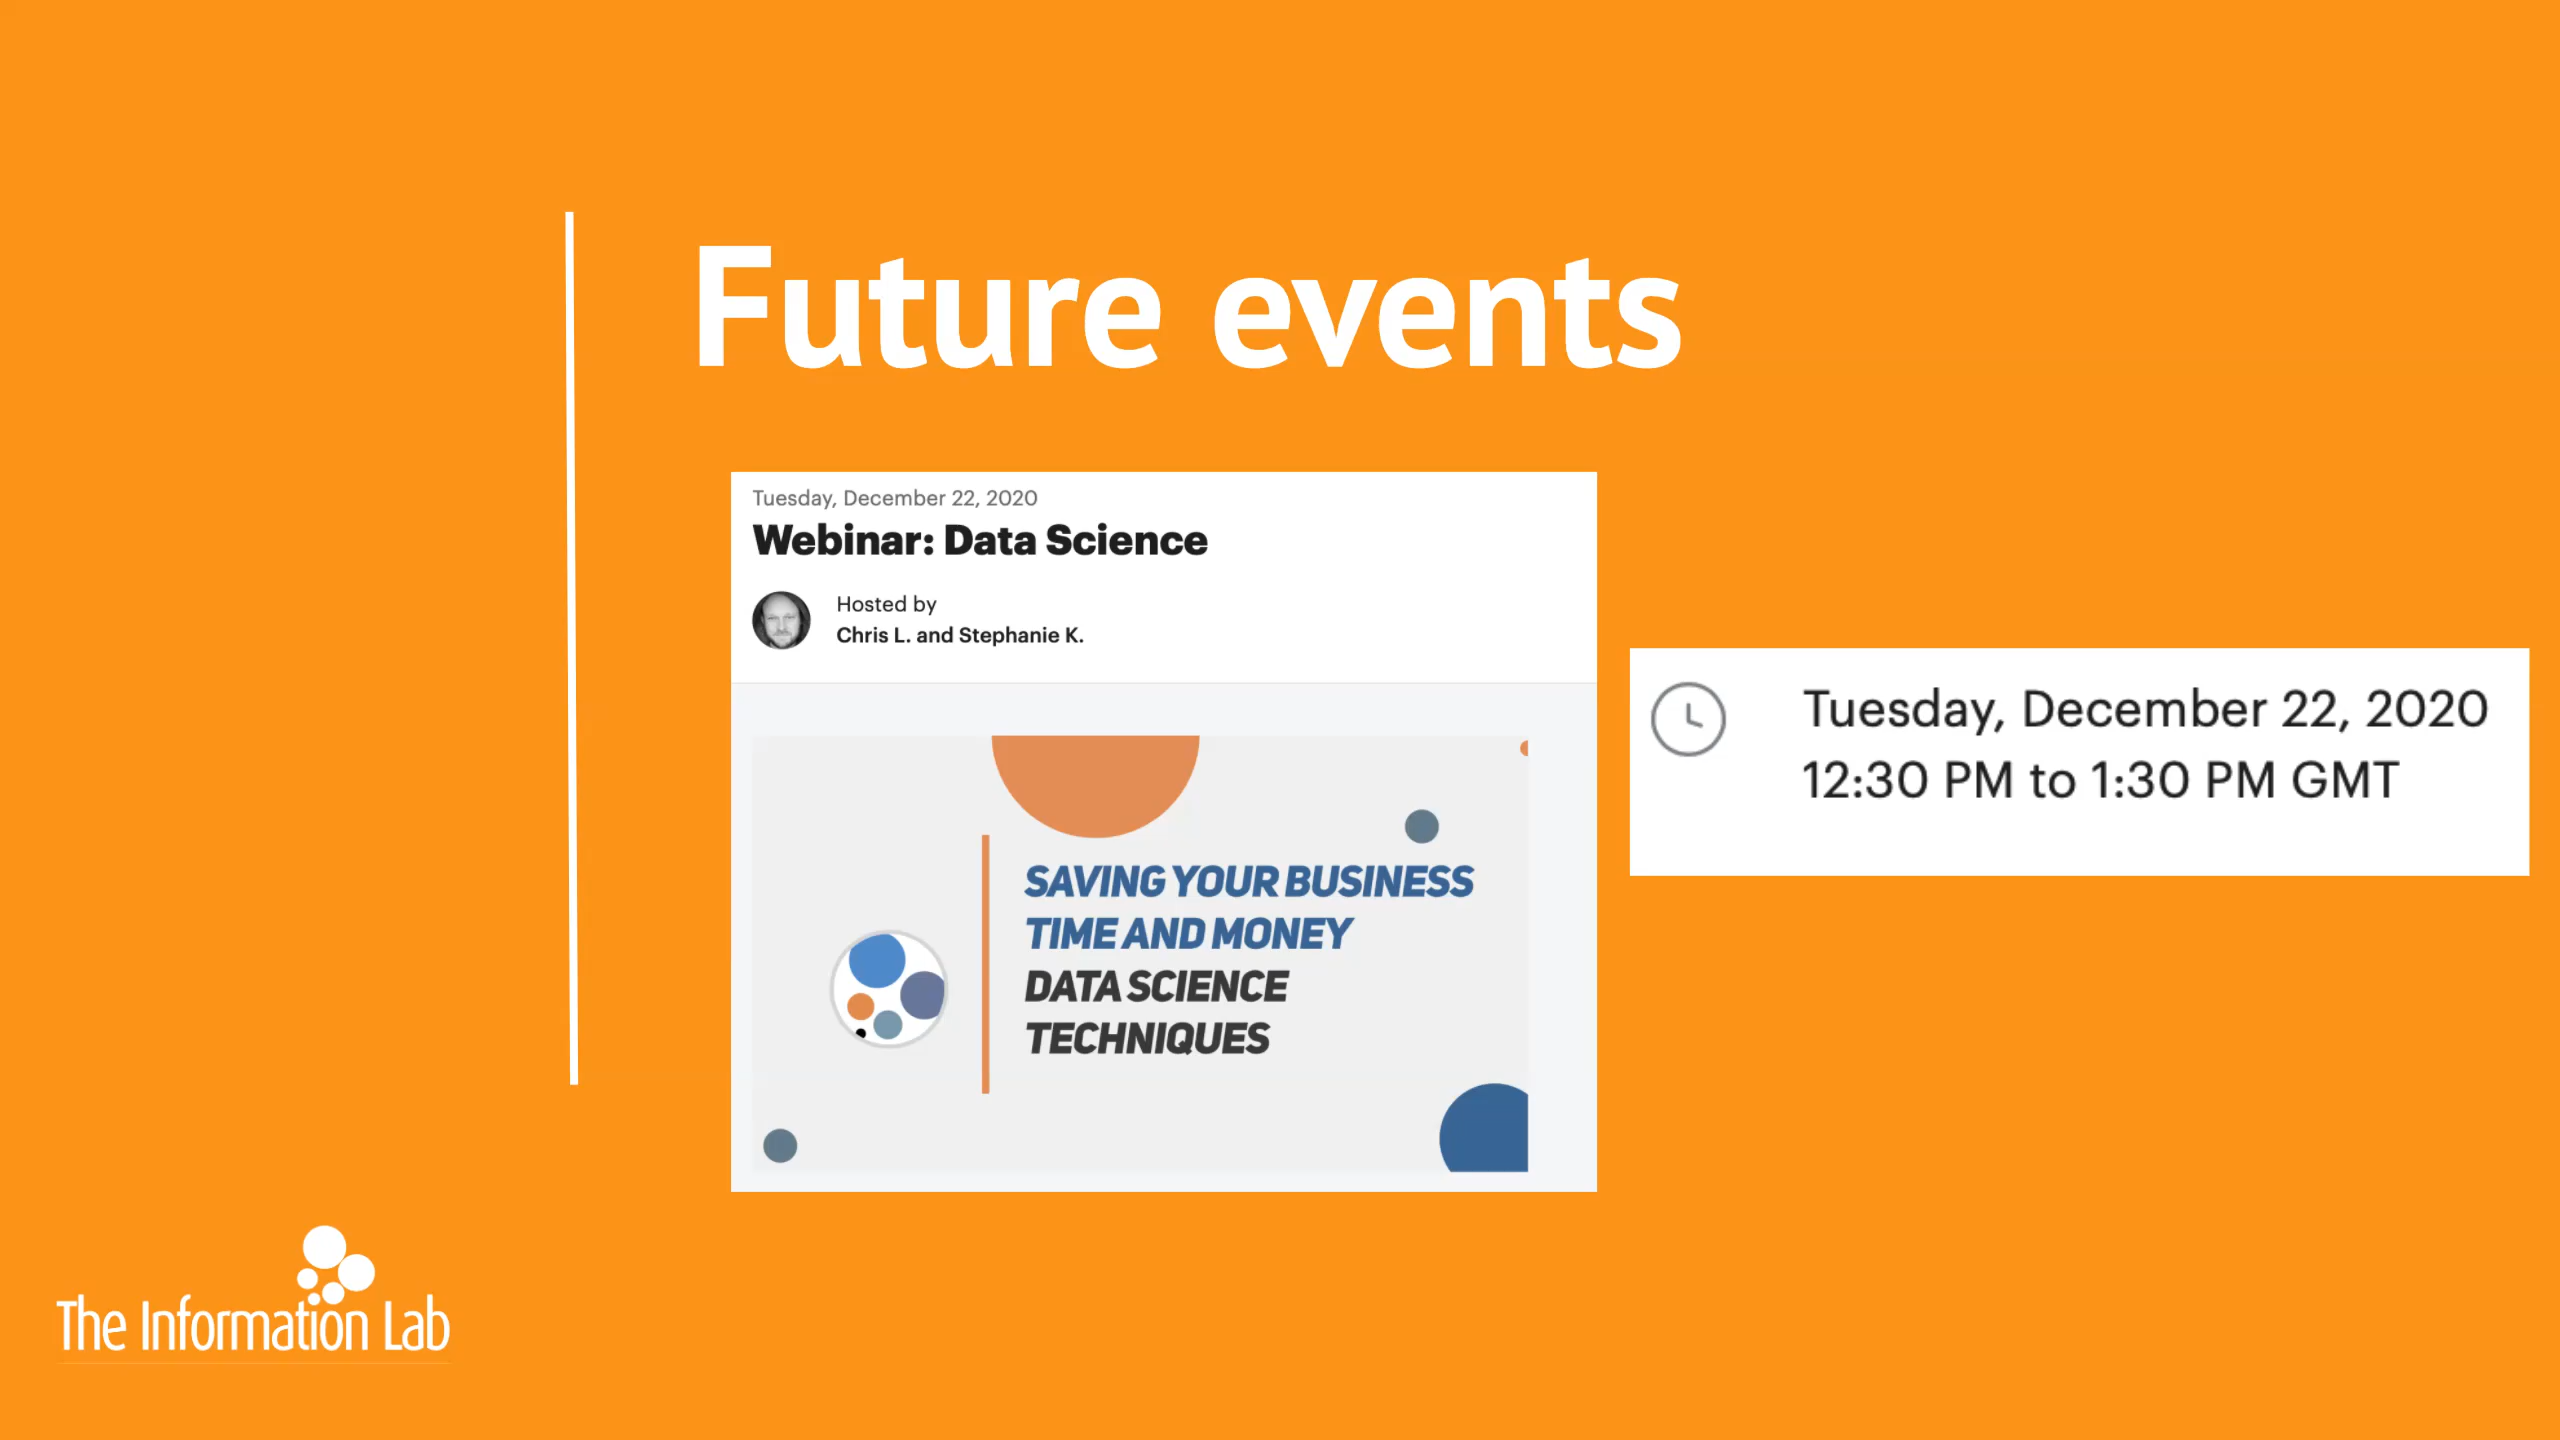 Future events
Tuesday, December 22, 2020
Webinar: Data Science
Hosted by
Chris L. and Stephanie K.
SAVING YOUR BUSINESS
TIME AND MONEY
DATA SCIENCE
TECHNIQUES
Tuesday, December 22, 2020
12:30 PM to 1:30 PM GMT
The Information Lab